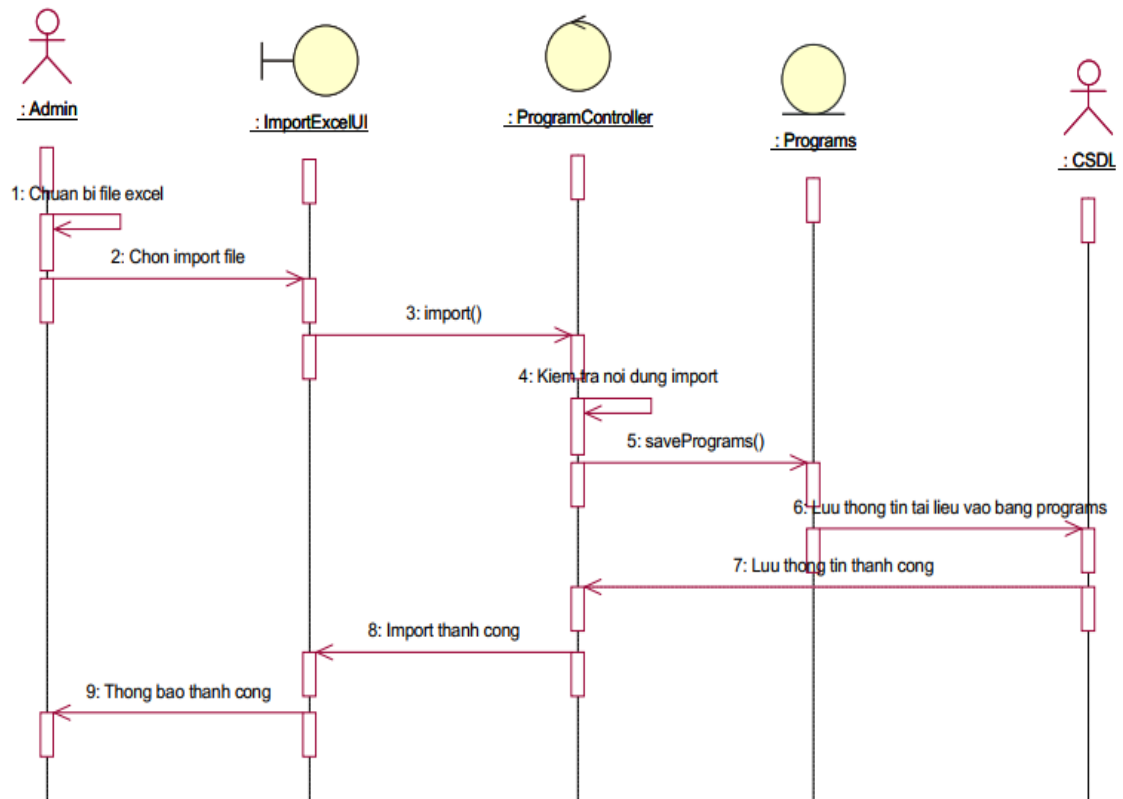 : Admin
: ImportExcelUI
: ProgramController
: Programs
: CSDL
1: Chuan bi file excel
2: Chon import file
3: import()
4: Kiem tra noi dung import
5: savePrograms()
6: Luu thong tin tai lieu vao bang programs
7: Luu thong tin thanh cong
8: Import thanh cong
9: Thong bao thanh cong